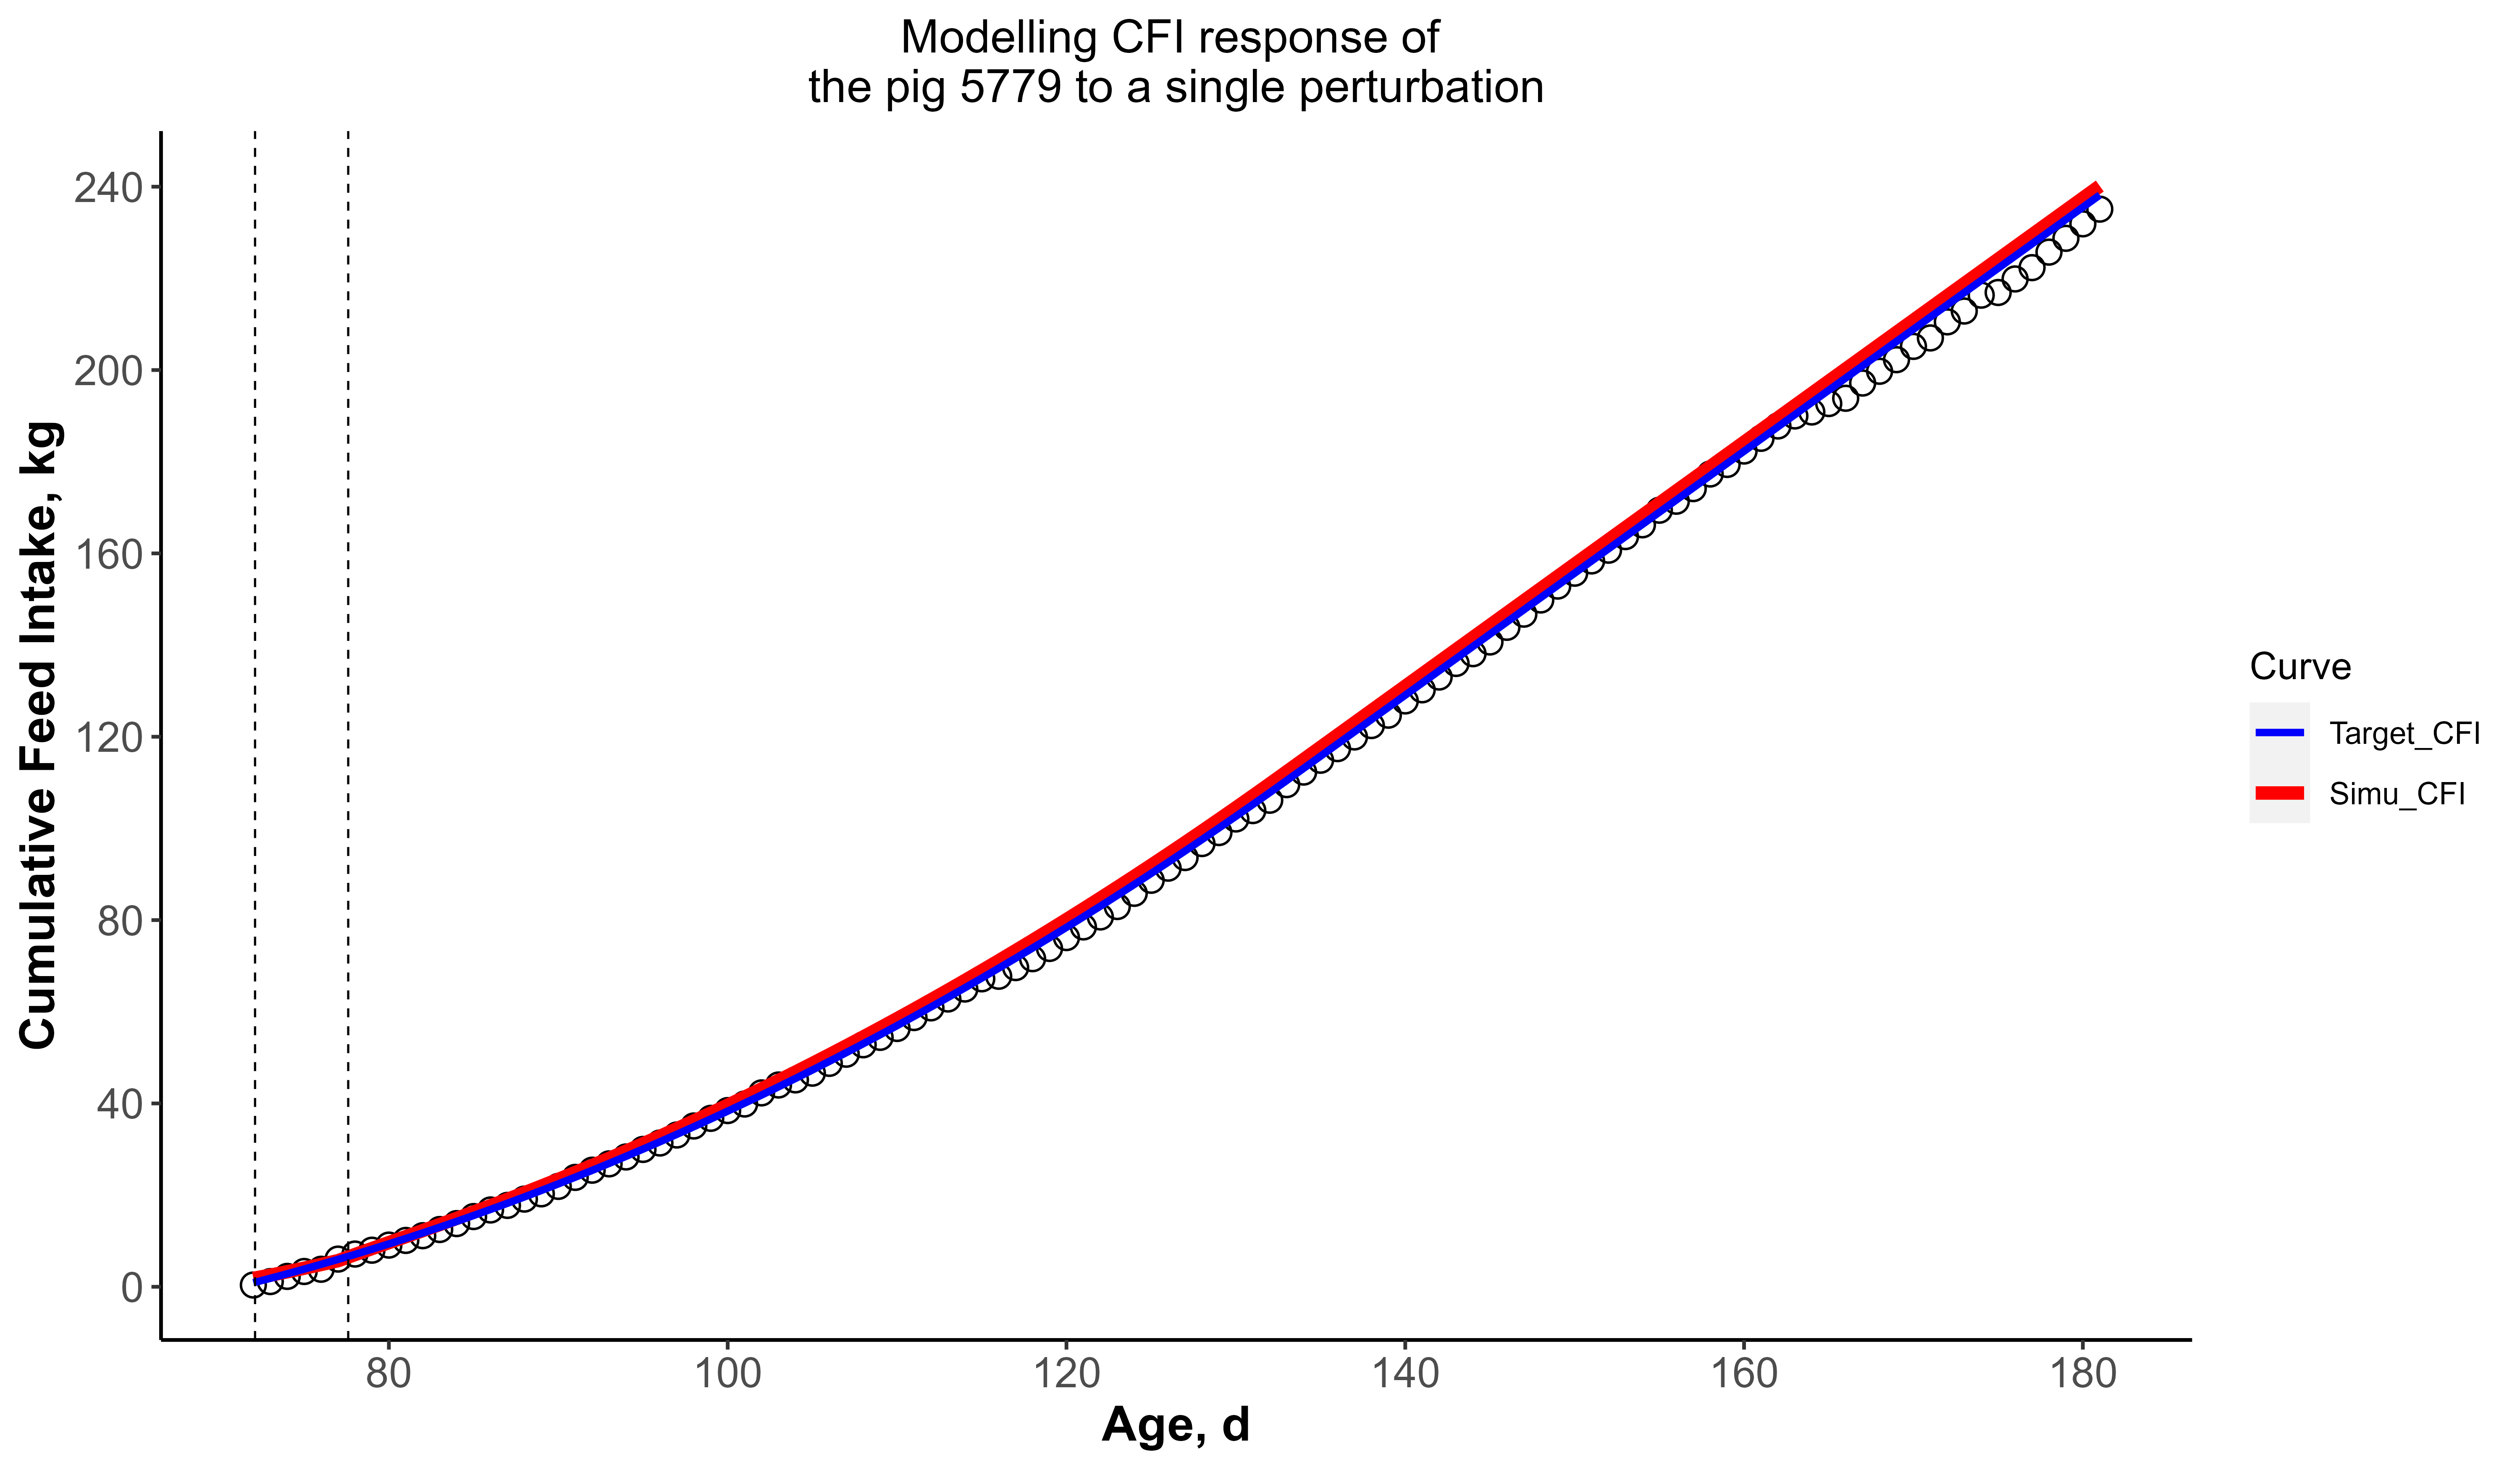 Modelling CFI response of
the pig 5779 to a single perturbation
Cumulative Feed Intake, kg
240
200
160
120
80
40
0
80
100
120
140
160
180
Age, d
Curve
Target_CFI
Simu_CFI